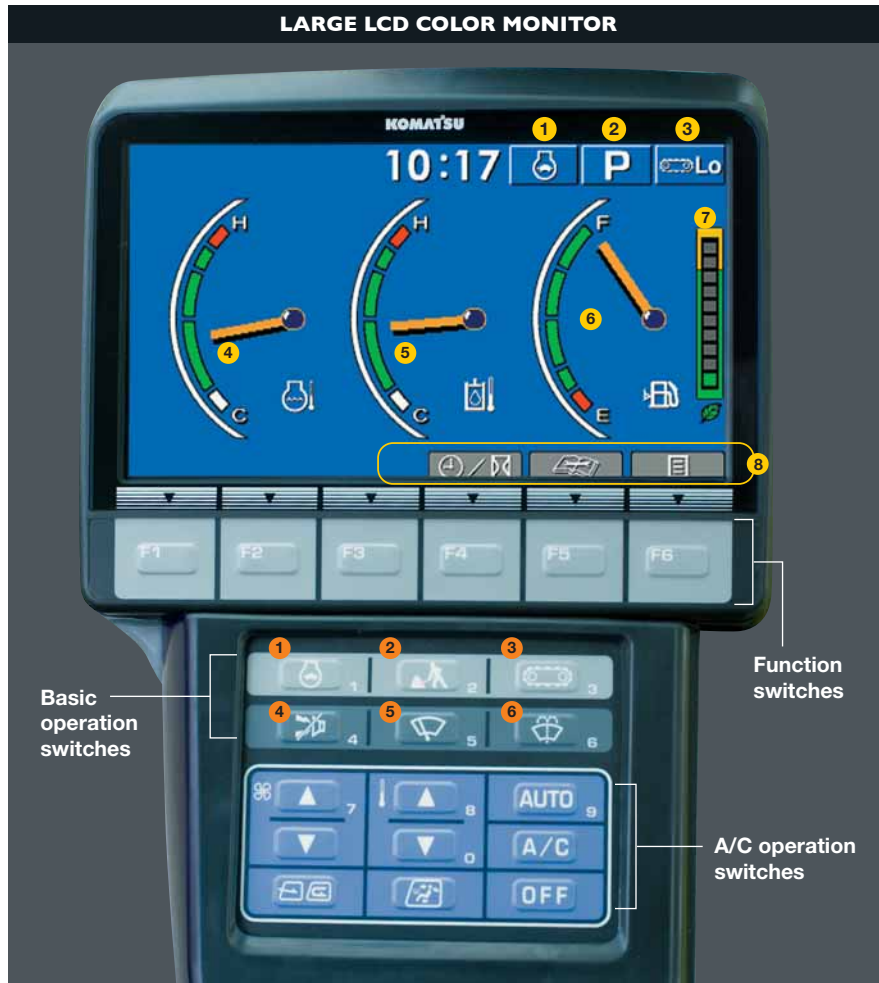 LARGE LCD COLOR MONITOR
KOMATSU
1 2 3
10:17 P Lo
7
H H F
6
4 5
C C E
8
F1 F2 F3 F4 F5 F6
Function
switches
1 2 3
1 2 3
Basic
operation
switches
4 5 6
4 5 6
7 8 AUTO 9
0 A/C
A/C operation
switches
OFF